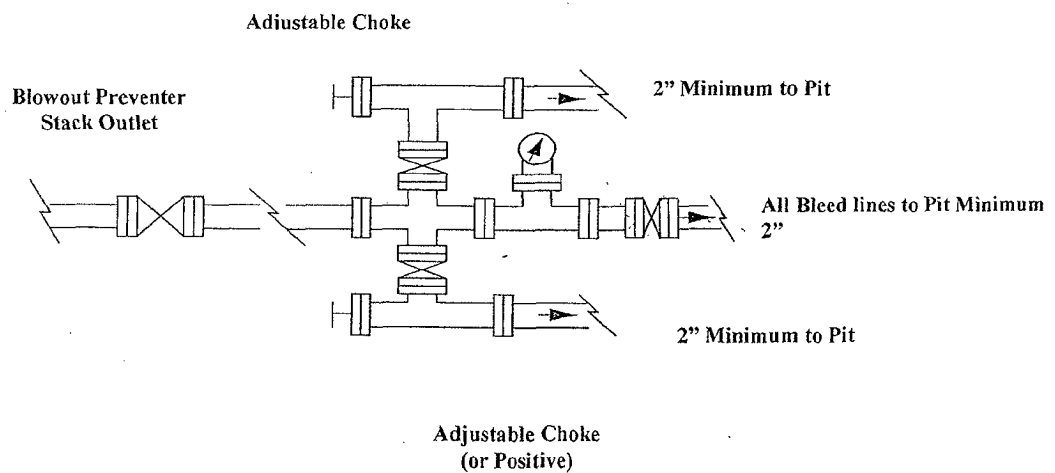 Adjustable Choke
Blowout Preventer
Stack Outlet
2” Minimum to Pit
All Bleed lines to Pit Minimum
2”
2” Minimum to Pit
Adjustable Choke
(or Positive)